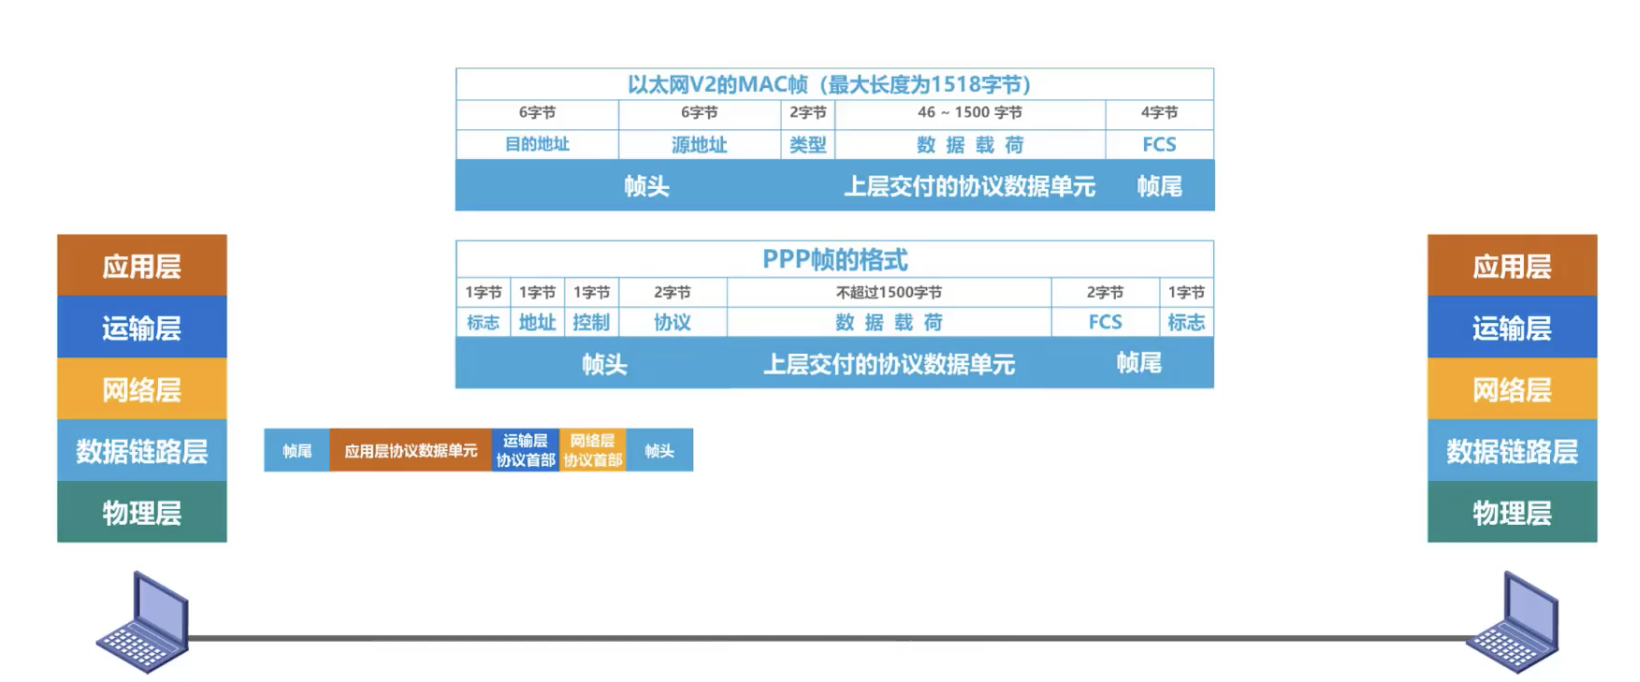 以太网V2的MAC帧（最大长度为1518字节）
6字节 6字节 2字节 46 ~ 1500 字节 4字节
目的地址 源地址 类型 数 据 载 荷 FCS
帧头 上层交付的协议数据单元 帧尾
PPP帧的格式
1字节 1字节 1字节 2字节 不超过1500字节 2字节 1字节
标志 地址 控制 协议 数 据 载 荷 FCS 标志
帧头 上层交付的协议数据单元 帧尾
应用层
运输层
网络层
数据链路层
物理层
帧尾 应用层协议数据单元 运输层 协议首部 网络层 协议首部 帧头
应用层
运输层
网络层
数据链路层
物理层